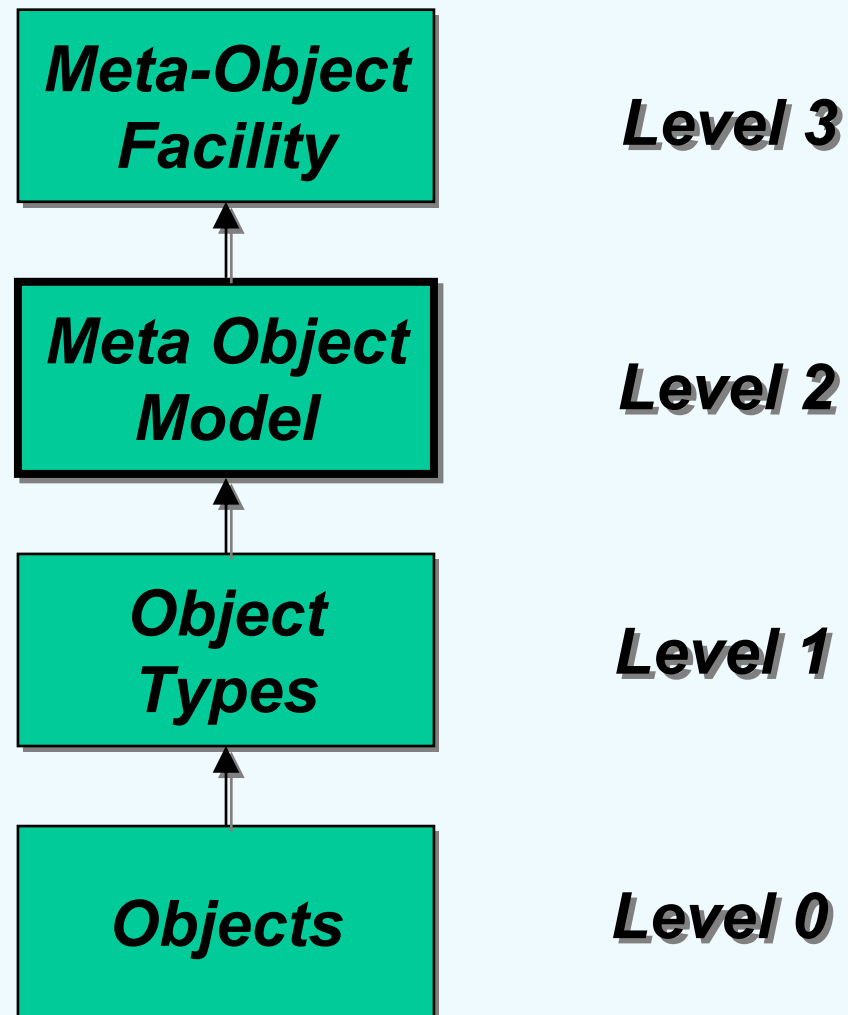 Meta-Object
Facility
Level 3
Meta Object
Model
Level 2
Object
Types
Level 1
Objects
Level 0